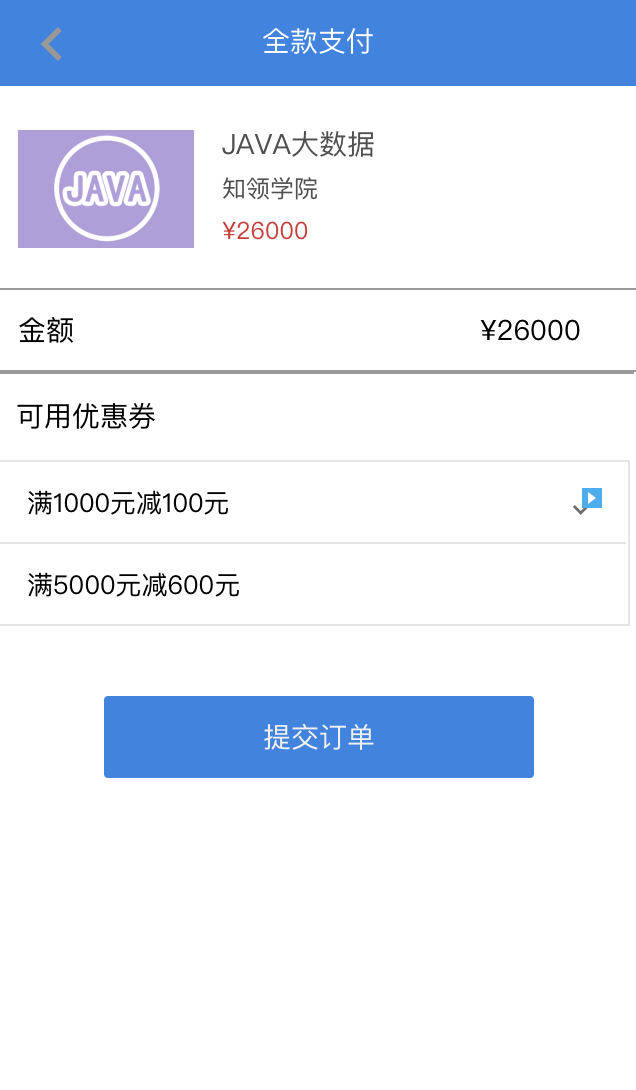 全款支付
JAVA
JAVA大数据
知领学院
¥26000
金额 ¥26000
可用优惠券
满1000元减100元
满5000元减600元
提交订单